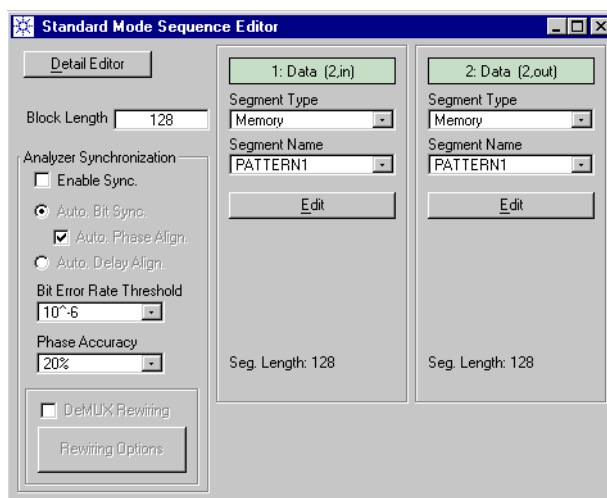 Standard Mode Sequence Editor
Detail Editor
Block Length 128
Analyzer Synchronization
Enable Sync.
Auto. Bit Sync.
Auto. Phase Align.
Auto. Delay Align.
Bit Error Rate Threshold
10^-6
Phase Accuracy
20%
DeMUX Rewiring
Rewiring Options
1: Data (2,in)
Segment Type
Memory
Segment Name
PATTERN1
Edit
Seg. Length: 128
2: Data (2,out)
Segment Type
Memory
Segment Name
PATTERN1
Edit
Seg. Length: 128